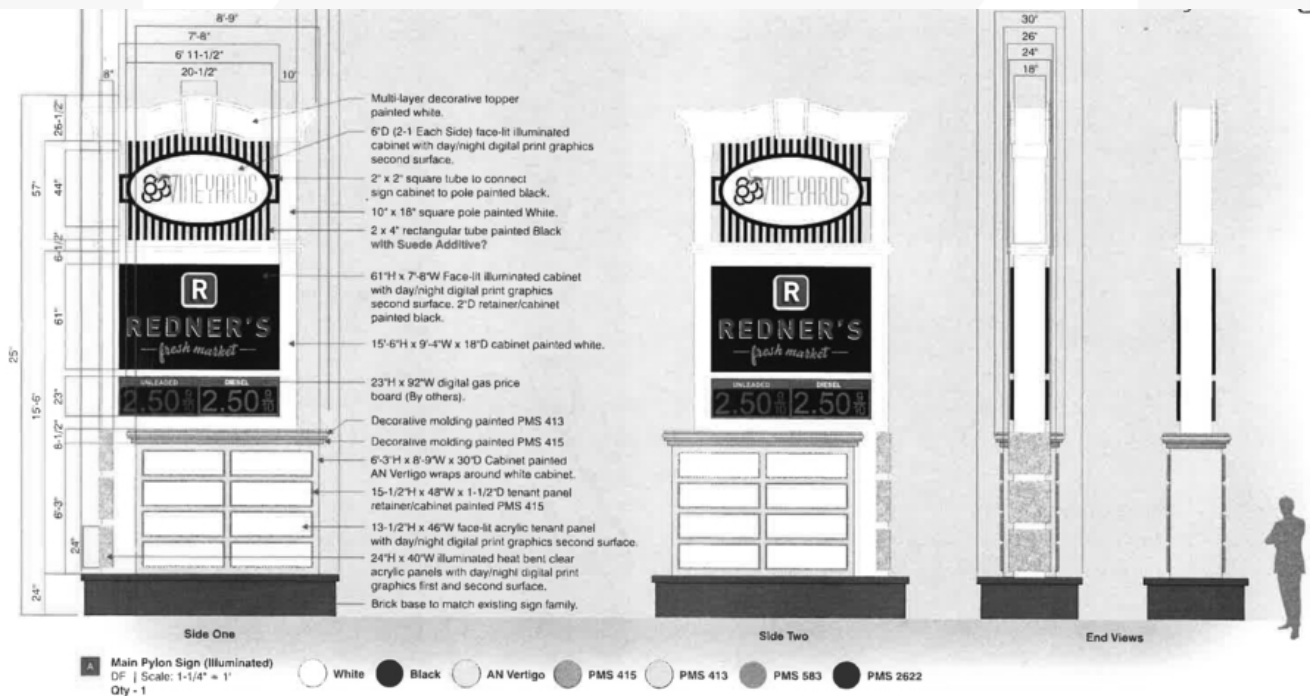 8'-9"
7'-8"
6' 11-1/2"
20-1/2"
8"
10"
26-1/2"
57"
44"
6-1/2"
61"
25"
15'-6"
23"
8-1/2"
6'-3"
24"
24"
VINEYARDS
R
REDNER'S
fresh market
UNLEADED DIESEL
2.50 2.50
Multi-layer decorative topper
painted white.
6"D (2-1 Each Side) face-lit illuminated
cabinet with day/night digital print graphics
second surface.
2" x 2" square tube to connect
sign cabinet to pole painted black.
10" x 18" square pole painted White.
2 x 4" rectangular tube painted Black
with Suede Additive?
61"H x 7'-8"W Face-lit illuminated cabinet
with day/night digital print graphics
second surface. 2"D retainer/cabinet
painted black.
15'-6"H x 9'-4"W x 18"D cabinet painted white.
23"H x 92"W digital gas price
board (By others).
Decorative molding painted PMS 413
Decorative molding painted PMS 415
6'-3"H x 8'-9"W x 30"D Cabinet painted
AN Vertigo wraps around white cabinet.
15-1/2"H x 48"W x 1-1/2"D tenant panel
retainer/cabinet painted PMS 415
13-1/2"H x 46"W face-lit acrylic tenant panel
with day/night digital print graphics second surface.
24"H x 40"W illuminated heat bent clear
acrylic panels with day/night digital print
graphics first and second surface.
Brick base to match existing sign family.
VINEYARDS
R
REDNER'S
fresh market
UNLEADED DIESEL
2.50 2.50
30"
26"
24"
18"
Side One
Side Two
End Views
A
Main Pylon Sign (Illuminated)
DF | Scale: 1-1/4" = 1'
Qty - 1
White
Black
AN Vertigo
PMS 415
PMS 413
PMS 583
PMS 2622